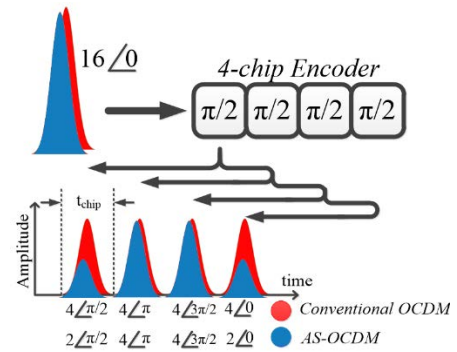 16∠0
4-chip Encoder
π/2 π/2 π/2 π/2
tchip
Amplitude
time
4∠π/2 4∠π 4∠3π/2 4∠0
Conventional OCDM
2∠π/2 4∠π 4∠3π/2 2∠0
AS-OCDM